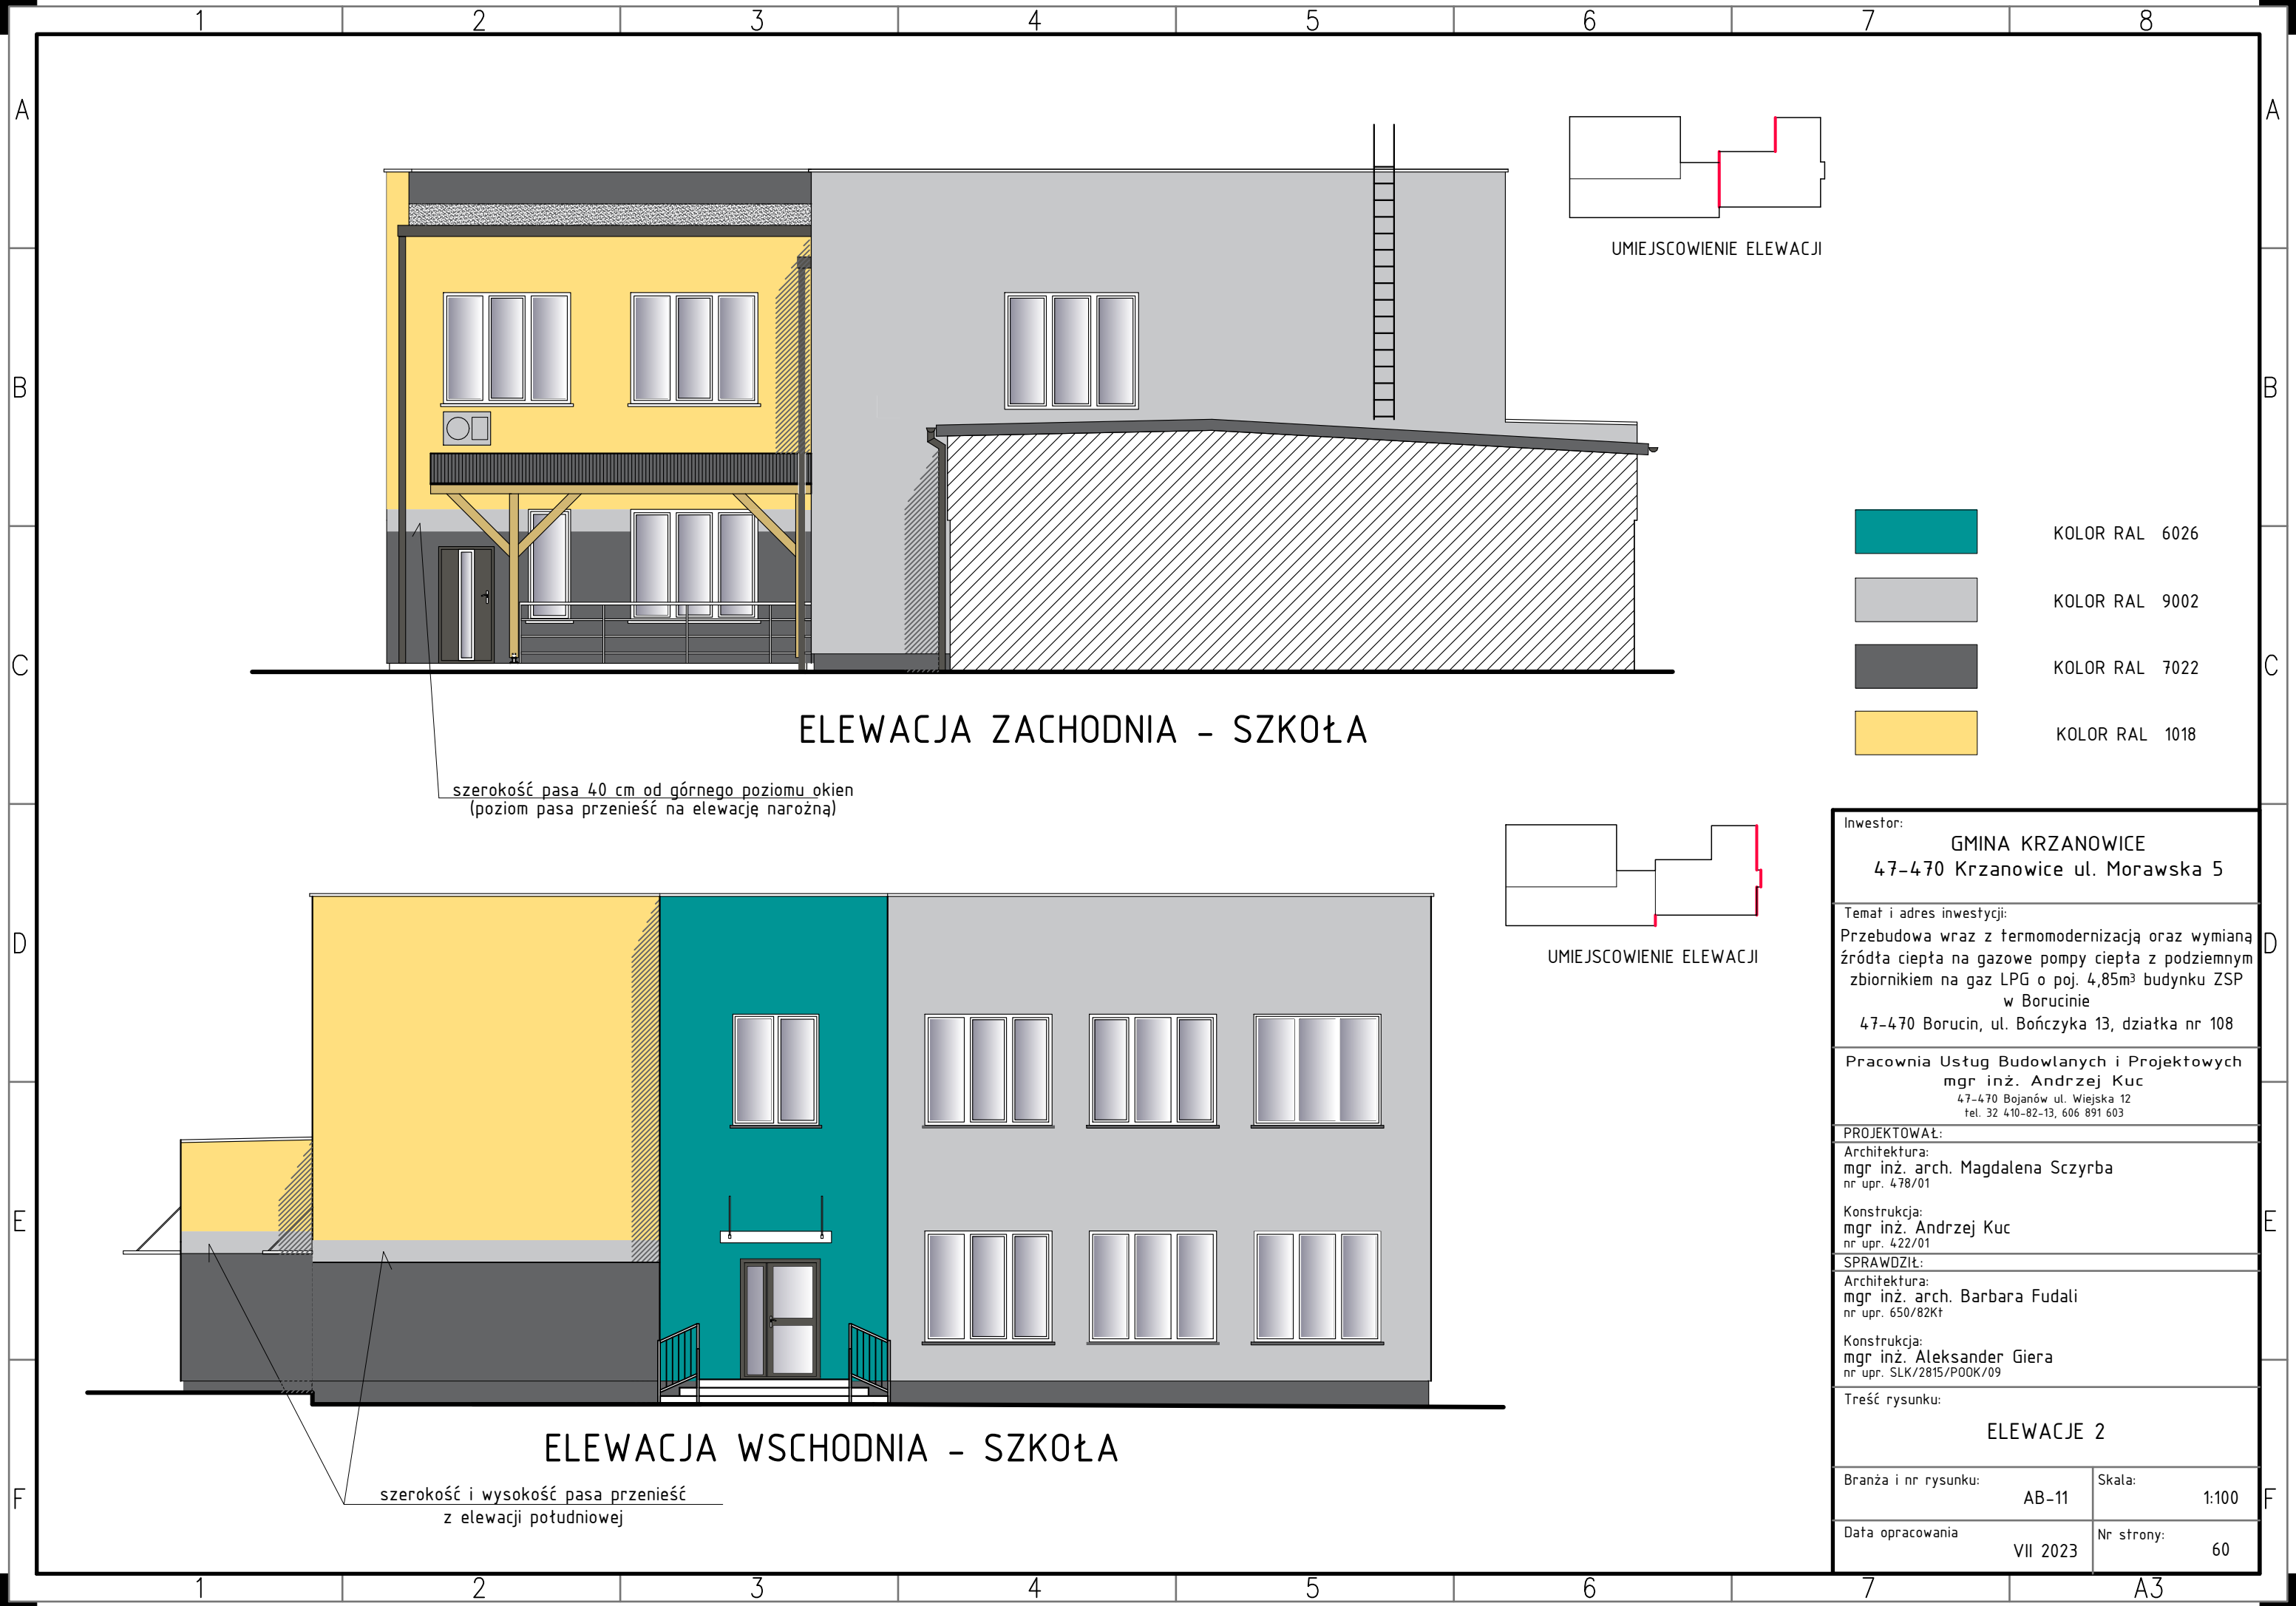 1 2 3 4 5 6 7 8
A A
B B
C C
D D
E E
F F
UMIEJSCOWIENIE ELEWACJI
KOLOR RAL 6026
KOLOR RAL 9002
KOLOR RAL 7022
KOLOR RAL 1018
ELEWACJA ZACHODNIA - SZKOŁA
szerokość pasa 40 cm od górnego poziomu okien
(poziom pasa przenieść na elewację narożną)
UMIEJSCOWIENIE ELEWACJI
ELEWACJA WSCHODNIA - SZKOŁA
szerokość i wysokość pasa przenieść
z elewacji południowej
Inwestor:
GMINA KRZANOWICE
47-470 Krzanowice ul. Morawska 5
Temat i adres inwestycji:
Przebudowa wraz z termomodernizacją oraz wymianą
źródła ciepła na gazowe pompy ciepła z podziemnym
zbiornikiem na gaz LPG o poj. 4,85m³ budynku ZSP
w Borucinie
47-470 Borucin, ul. Bończyka 13, działka nr 108
Pracownia Usług Budowlanych i Projektowych
mgr inż. Andrzej Kuc
47-470 Bojanów ul. Wiejska 12
tel. 32 410-82-13, 606 891 603
PROJEKTOWAŁ:
Architektura:
mgr inż. arch. Magdalena Sczyrba
nr upr. 478/01
Konstrukcja:
mgr inż. Andrzej Kuc
nr upr. 422/01
SPRAWDZIŁ:
Architektura:
mgr inż. arch. Barbara Fudali
nr upr. 650/82Kt
Konstrukcja:
mgr inż. Aleksander Giera
nr upr. SLK/2815/POOK/09
Treść rysunku:
ELEWACJE 2
Branża i nr rysunku:
AB-11
Skala:
1:100
Data opracowania
VII 2023
Nr strony:
60
1 2 3 4 5 6 7 A3